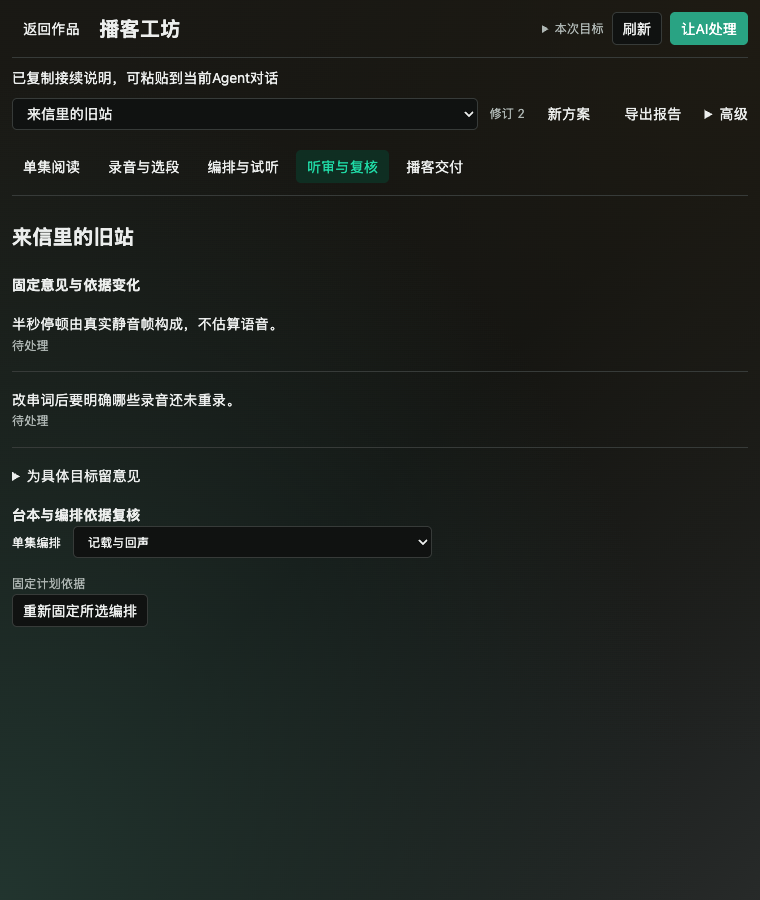 返回作品 播客工坊 ▶ 本次目标 刷新 让AI处理
已复制接续说明，可粘贴到当前Agent对话
来信里的旧站 修订 2 新方案 导出报告 ▶ 高级
单集阅读 录音与选段 编排与试听 听审与复核 播客交付
来信里的旧站
固定意见与依据变化
半秒停顿由真实静音帧构成，不估算语音。
待处理
改串词后要明确哪些录音还未重录。
待处理
▶ 为具体目标留意见
台本与编排依据复核
单集编排 记载与回声
固定计划依据
重新固定所选编排